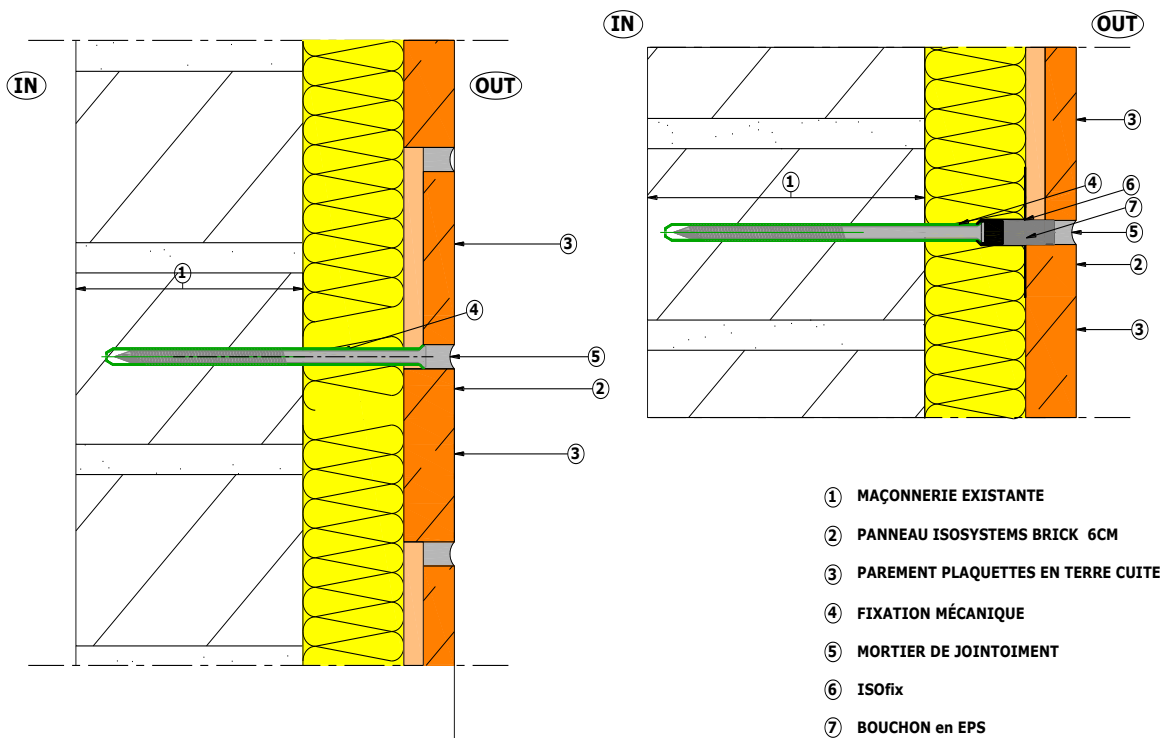 IN
OUT
1
3
4
5
2
3
IN
OUT
3
1
4
6
7
5
2
3
1 MAÇONNERIE EXISTANTE
2 PANNEAU ISOSYSTEMS BRICK 6CM
3 PAREMENT PLAQUETTES EN TERRE CUITE
4 FIXATION MÉCANIQUE
5 MORTIER DE JOINTOIMENT
6 ISOfix
7 BOUCHON en EPS